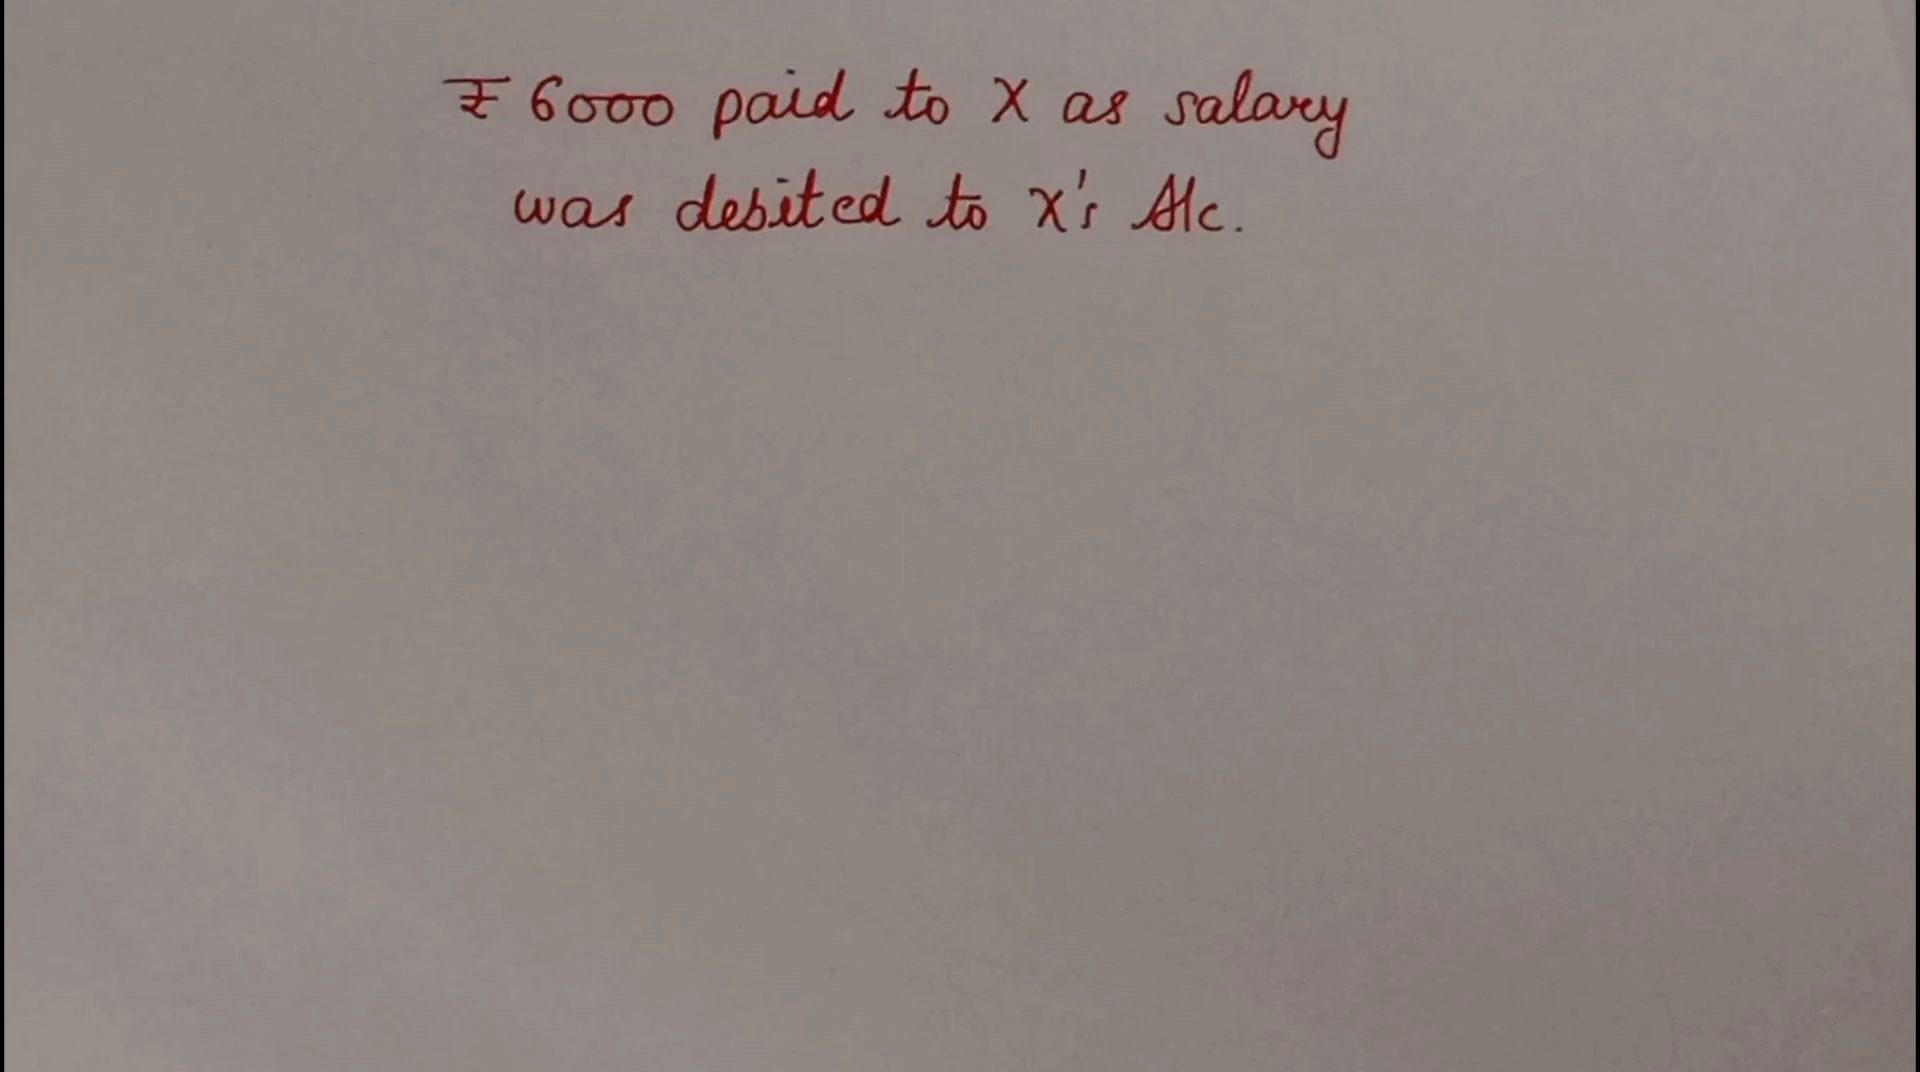 ₹ 6000 paid to X as salary
was debited to X's A/c.